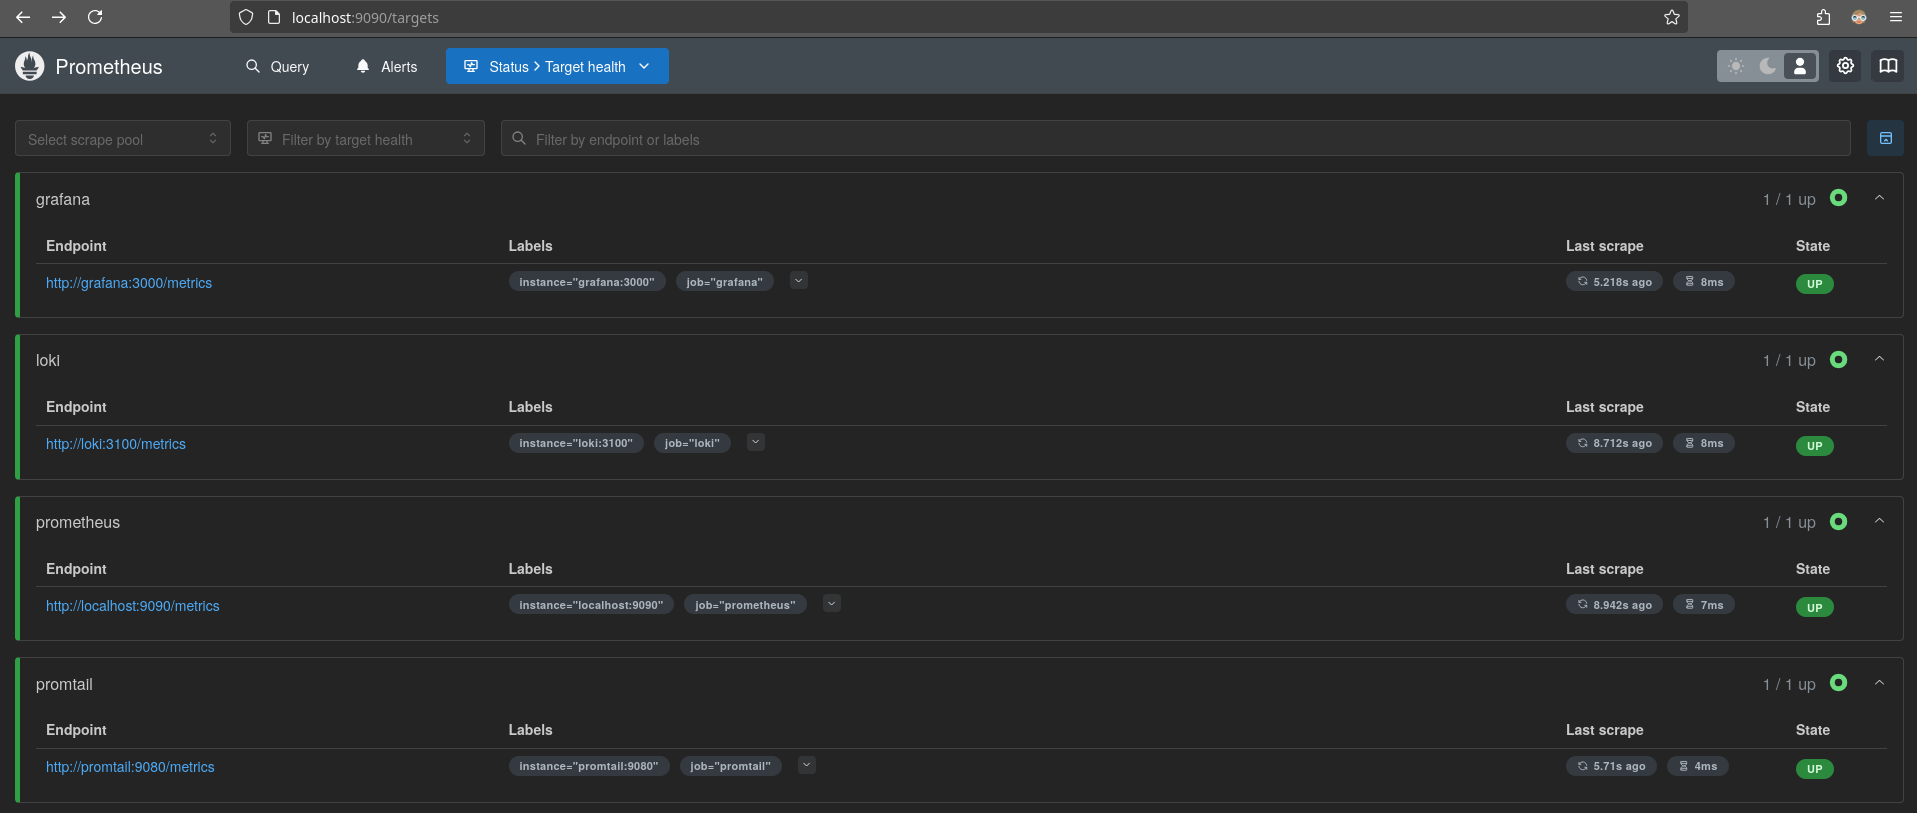 localhost:9090/targets
Prometheus Query Alerts Status > Target health
Select scrape pool Filter by target health Filter by endpoint or labels
grafana 1 / 1 up
Endpoint Labels Last scrape State
http://grafana:3000/metrics instance="grafana:3000" job="grafana" 5.218s ago 8ms UP
loki 1 / 1 up
Endpoint Labels Last scrape State
http://loki:3100/metrics instance="loki:3100" job="loki" 8.712s ago 8ms UP
prometheus 1 / 1 up
Endpoint Labels Last scrape State
http://localhost:9090/metrics instance="localhost:9090" job="prometheus" 8.942s ago 7ms UP
promtail 1 / 1 up
Endpoint Labels Last scrape State
http://promtail:9080/metrics instance="promtail:9080" job="promtail" 5.71s ago 4ms UP